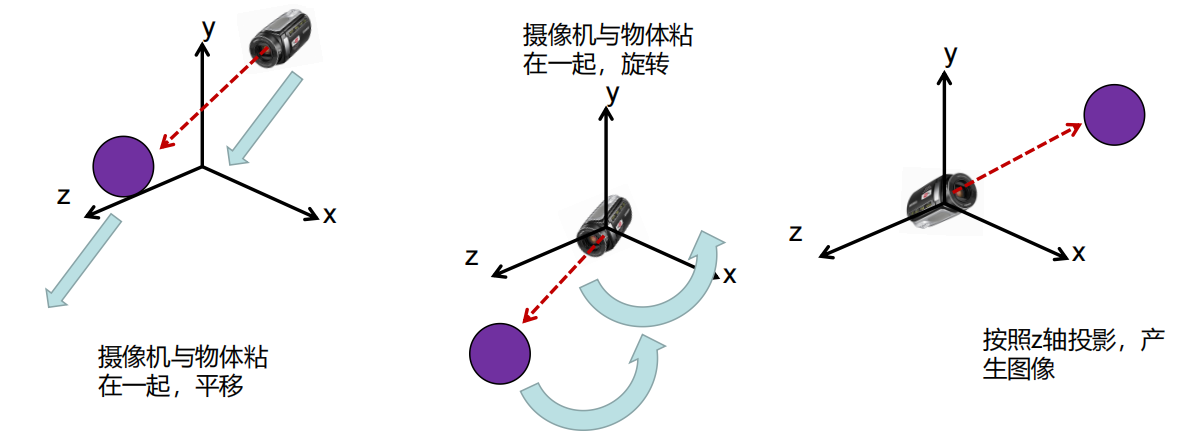 y
z
x
摄像机与物体粘
在一起，平移
摄像机与物体粘
在一起，旋转
y
z
x
y
z
x
按照z轴投影，产
生图像